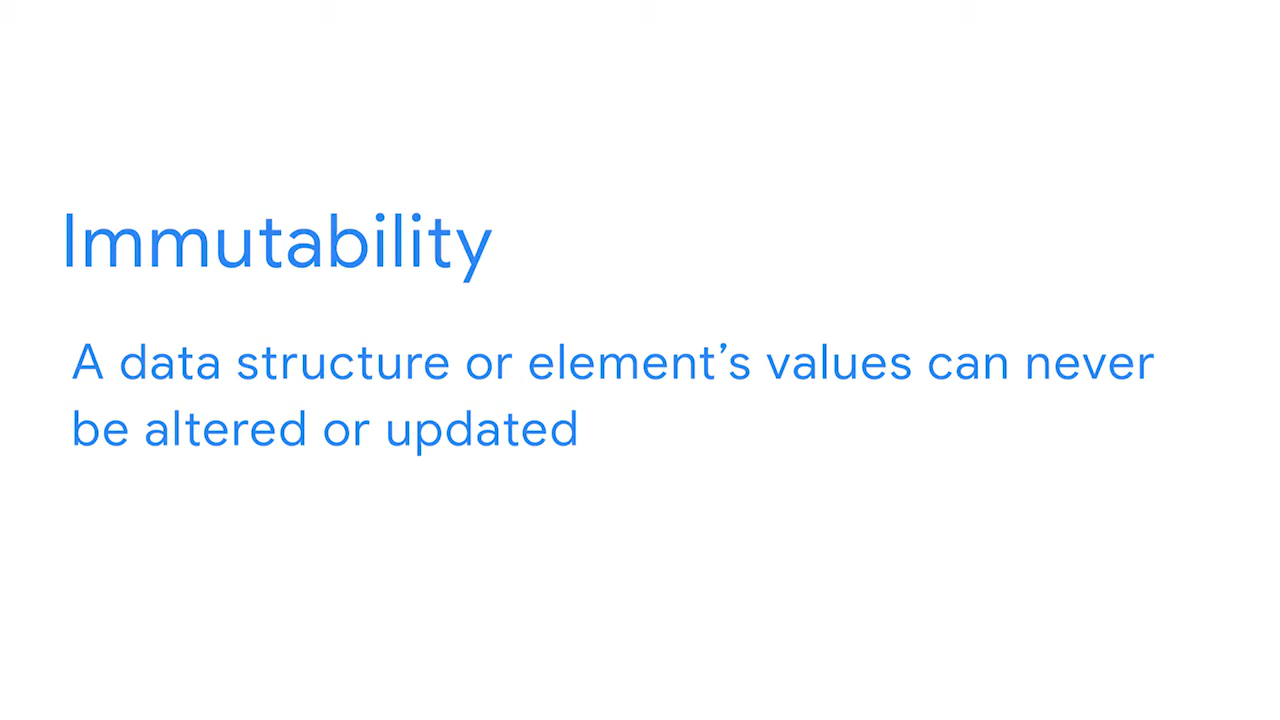 Immutability
A data structure or element’s values can never
be altered or updated